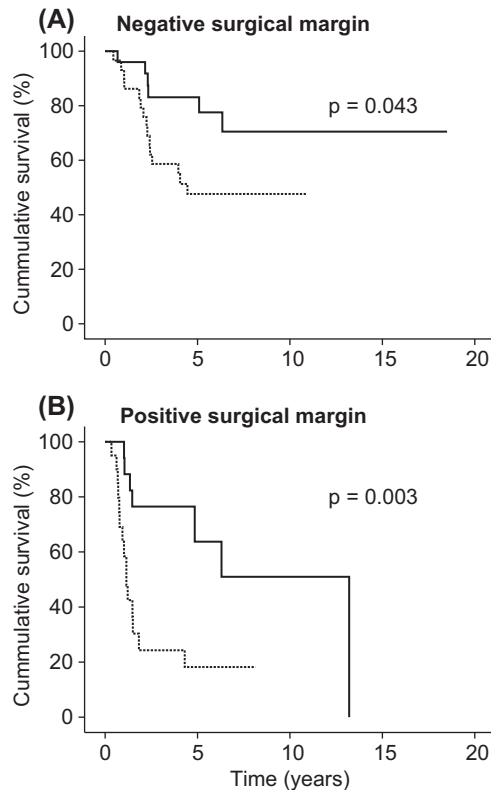 (A) Negative surgical margin
100
80
60
40
20
0
Cummulative survival (%)
p = 0.043
0 5 10 15 20
(B) Positive surgical margin
100
80
60
40
20
0
Cummulative survival (%)
p = 0.003
0 5 10 15 20
Time (years)